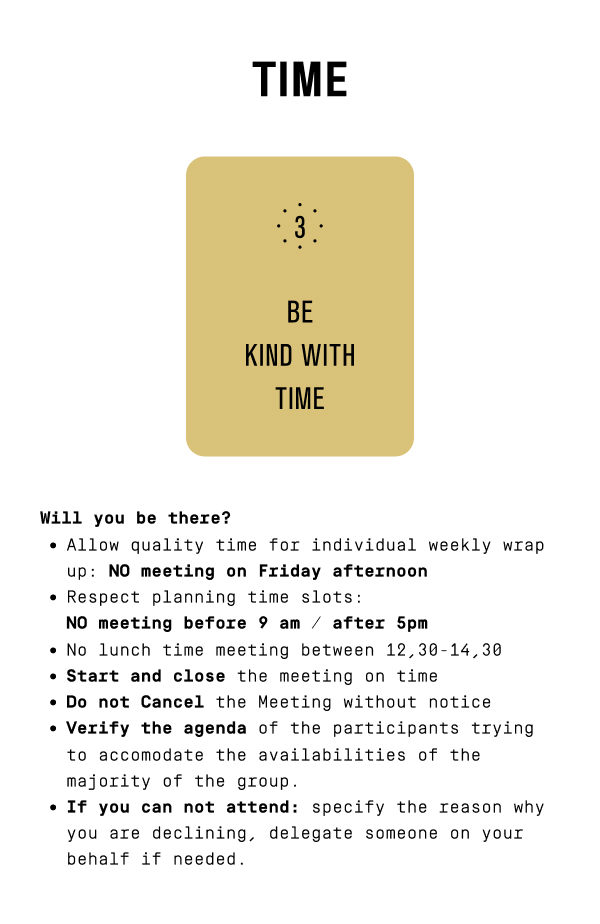 TIME
3
BE
KIND WITH
TIME
Will you be there?
• Allow quality time for individual weekly wrap
up: NO meeting on Friday afternoon
• Respect planning time slots:
NO meeting before 9 am / after 5pm
• No lunch time meeting between 12,30-14,30
• Start and close the meeting on time
• Do not Cancel the Meeting without notice
• Verify the agenda of the participants trying
to accomodate the availabilities of the
majority of the group.
• If you can not attend: specify the reason why
you are declining, delegate someone on your
behalf if needed.